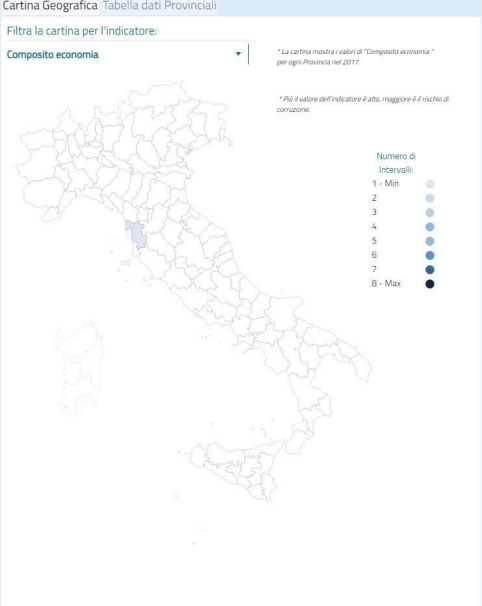 Cartina Geografica Tabella dati Provinciali
Filtra la cartina per l'indicatore:
Composito economia
* La cartina mostra i valori di "Composito economia "
per ogni Provincia nel 2017.
* Più il valore dell'indicatore è alto, maggiore è il rischio di
corruzione.
Numero di
Intervalli:
1 - Min
2
3
4
5
6
7
8 - Max